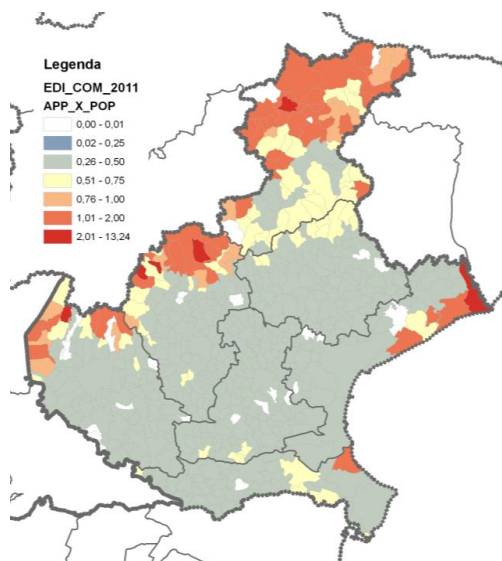 Legenda
EDI_COM_2011
APP_X_POP
0,00 - 0,01
0,02 - 0,25
0,26 - 0,50
0,51 - 0,75
0,76 - 1,00
1,01 - 2,00
2,01 - 13,24